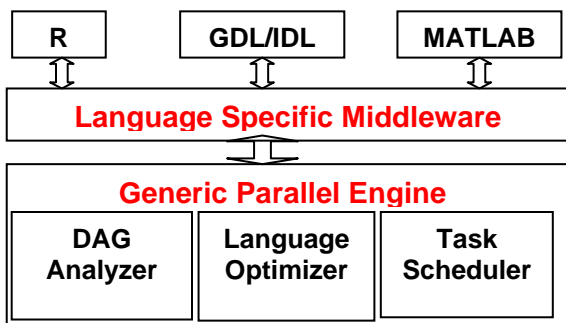 R
GDL/IDL
MATLAB
Language Specific Middleware
Generic Parallel Engine
DAG
Analyzer
Language
Optimizer
Task
Scheduler